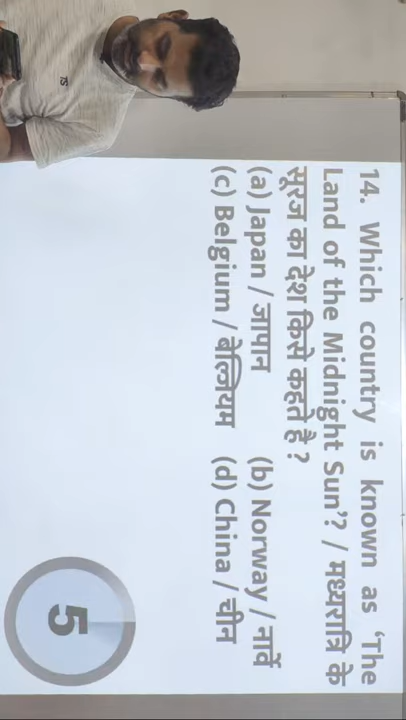 14. Which country is known as ‘The
Land of the Midnight Sun’? / मध्यरात्रि के
सूरज का देश किसे कहते है ?
(a) Japan / जापान (b) Norway / नार्वे
(c) Belgium / बेल्जियम (d) China / चीन
5